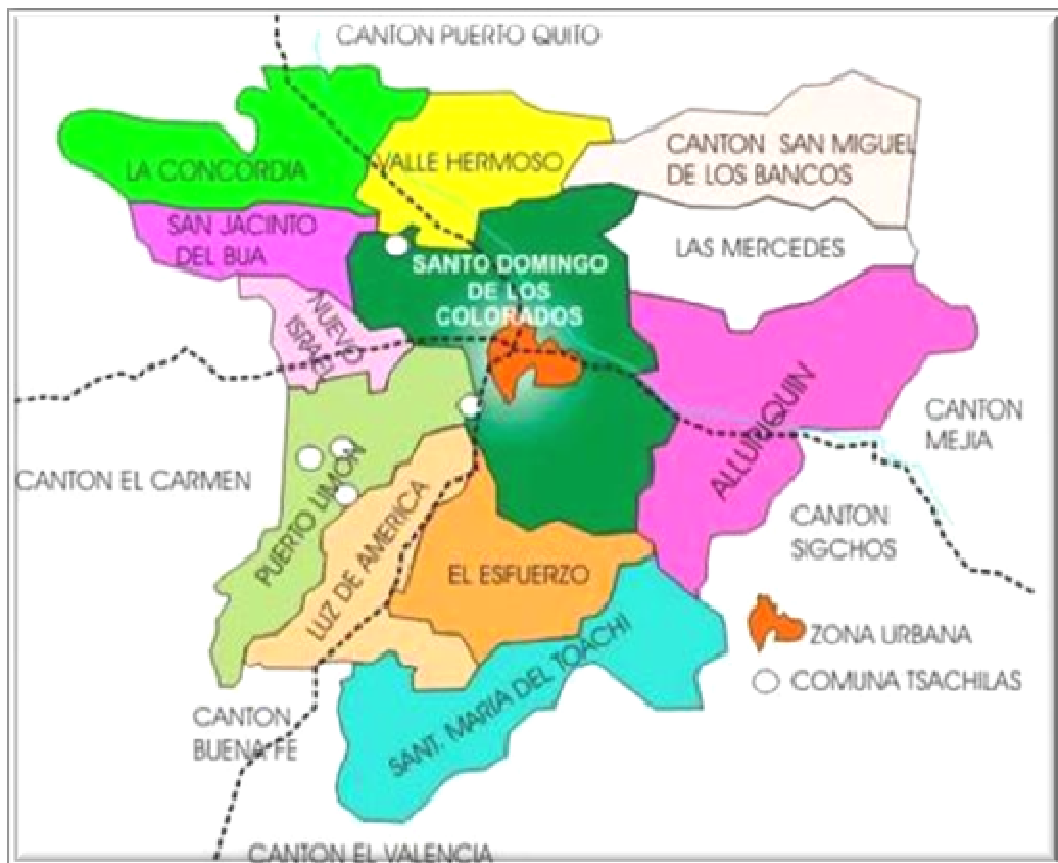 CANTON PUERTO QUITO
LA CONCORDIA
VALLE HERMOSO
CANTON SAN MIGUEL
DE LOS BANCOS
SAN JACINTO
DEL BUA
LAS MERCEDES
SANTO DOMINGO
DE LOS
COLORADOS
NUEVO
ISRAEL
ALLURIQUIN
CANTON
MEJIA
CANTON EL CARMEN
PUERTO LIMON
LUZ DE AMERICA
CANTON
SIGCHOS
EL ESFUERZO
ZONA URBANA
COMUNA TSACHILAS
SANT. MARIA DEL TOACHI
CANTON
BUENA FE
CANTON EL VALENCIA